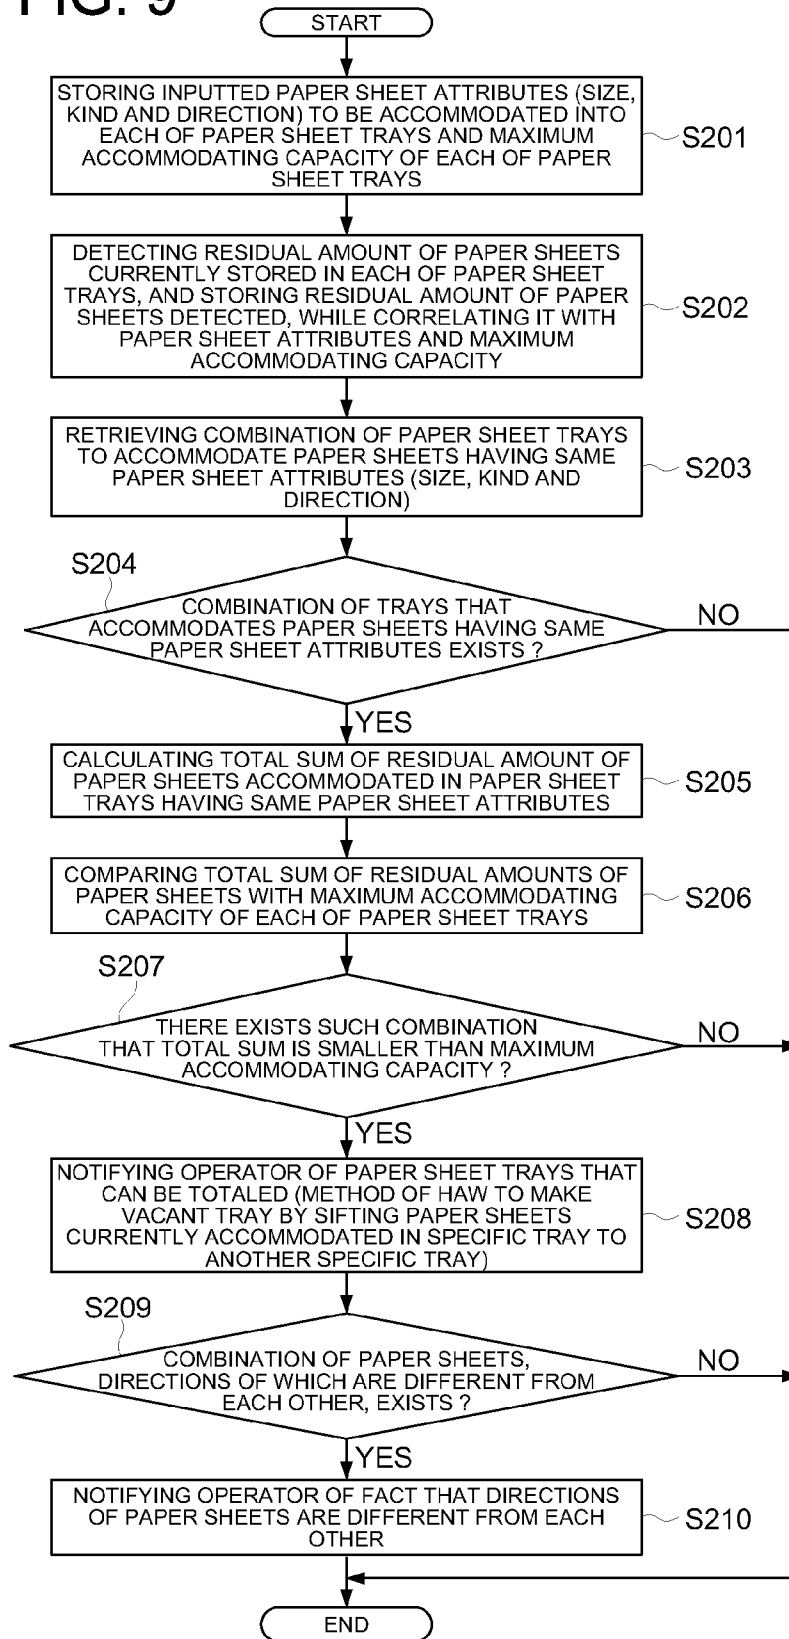 FIG. 9
START
STORING INPUTTED PAPER SHEET ATTRIBUTES (SIZE,
KIND AND DIRECTION) TO BE ACCOMMODATED INTO
EACH OF PAPER SHEET TRAYS AND MAXIMUM
ACCOMMODATING CAPACITY OF EACH OF PAPER
SHEET TRAYS
S201
DETECTING RESIDUAL AMOUNT OF PAPER SHEETS
CURRENTLY STORED IN EACH OF PAPER SHEET
TRAYS, AND STORING RESIDUAL AMOUNT OF PAPER
SHEETS DETECTED, WHILE CORRELATING IT WITH
PAPER SHEET ATTRIBUTES AND MAXIMUM
ACCOMMODATING CAPACITY
S202
RETRIEVING COMBINATION OF PAPER SHEET TRAYS
TO ACCOMMODATE PAPER SHEETS HAVING SAME
PAPER SHEET ATTRIBUTES (SIZE, KIND AND
DIRECTION)
S203
S204
COMBINATION OF TRAYS THAT
ACCOMMODATES PAPER SHEETS HAVING SAME
PAPER SHEET ATTRIBUTES EXISTS ?
NO
YES
CALCULATING TOTAL SUM OF RESIDUAL AMOUNT OF
PAPER SHEETS ACCOMMODATED IN PAPER SHEET
TRAYS HAVING SAME PAPER SHEET ATTRIBUTES
S205
COMPARING TOTAL SUM OF RESIDUAL AMOUNTS OF
PAPER SHEETS WITH MAXIMUM ACCOMMODATING
CAPACITY OF EACH OF PAPER SHEET TRAYS
S206
S207
THERE EXISTS SUCH COMBINATION
THAT TOTAL SUM IS SMALLER THAN MAXIMUM
ACCOMMODATING CAPACITY ?
NO
YES
NOTIFYING OPERATOR OF PAPER SHEET TRAYS THAT
CAN BE TOTALED (METHOD OF HAW TO MAKE
VACANT TRAY BY SIFTING PAPER SHEETS
CURRENTLY ACCOMMODATED IN SPECIFIC TRAY TO
ANOTHER SPECIFIC TRAY)
S208
S209
COMBINATION OF PAPER SHEETS,
DIRECTIONS OF WHICH ARE DIFFERENT FROM
EACH OTHER, EXISTS ?
NO
YES
NOTIFYING OPERATOR OF FACT THAT DIRECTIONS
OF PAPER SHEETS ARE DIFFERENT FROM EACH
OTHER
S210
END